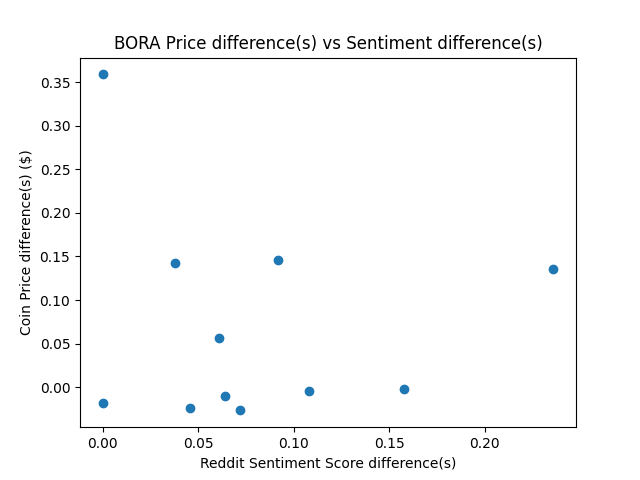 BORA Price difference(s) vs Sentiment difference(s)
Coin Price difference(s) ($)
0.35
0.30
0.25
0.20
0.15
0.10
0.05
0.00
0.00 0.05 0.10 0.15 0.20
Reddit Sentiment Score difference(s)